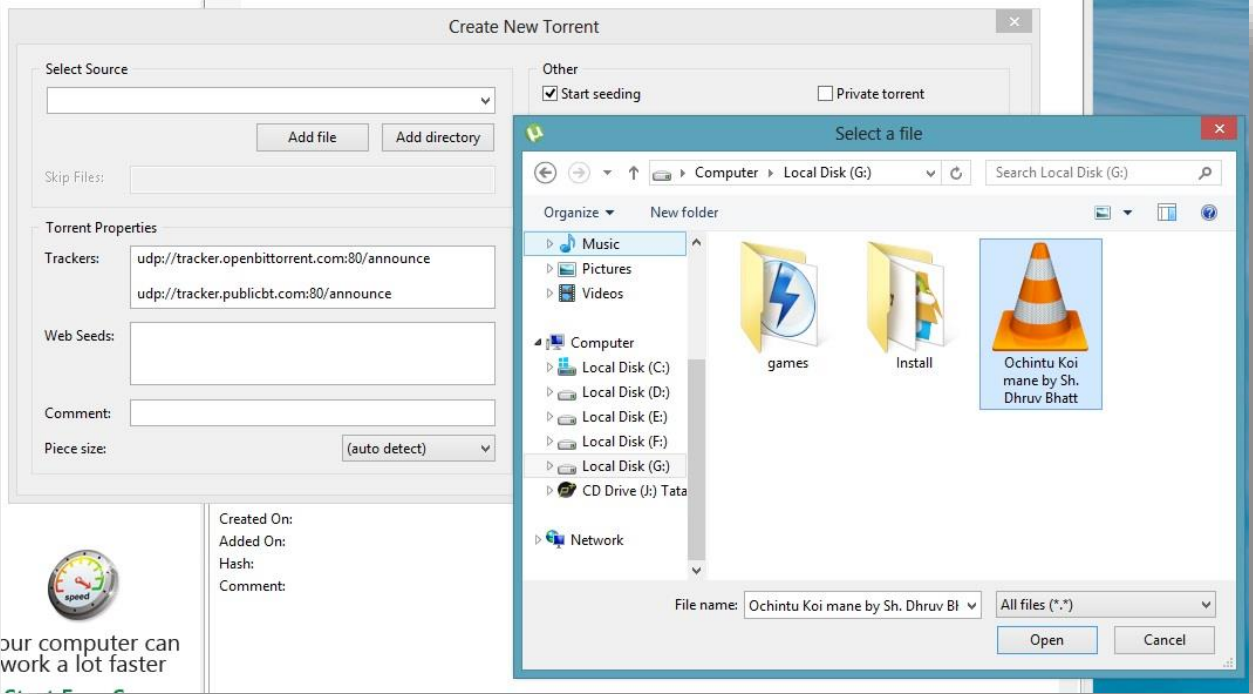 Create New Torrent
Select Source
Add file
Add directory
Skip Files:
Other
Start seeding
Private torrent
Torrent Properties
Trackers:
udp://tracker.openbittorrent.com:80/announce
udp://tracker.publicbt.com:80/announce
Web Seeds:
Comment:
Piece size:
(auto detect)
Created On:
Added On:
Hash:
Comment:
speed
our computer can
work a lot faster
Select a file
Computer
Local Disk (G:)
Search Local Disk (G:)
Organize
New folder
Music
Pictures
Videos
Computer
Local Disk (C:)
Local Disk (D:)
Local Disk (E:)
Local Disk (F:)
Local Disk (G:)
CD Drive (J:) Tata
Network
games
Install
Ochintu Koi
mane by Sh.
Dhruv Bhatt
File name:
Ochintu Koi mane by Sh. Dhruv Bh
All files (*.*)
Open
Cancel